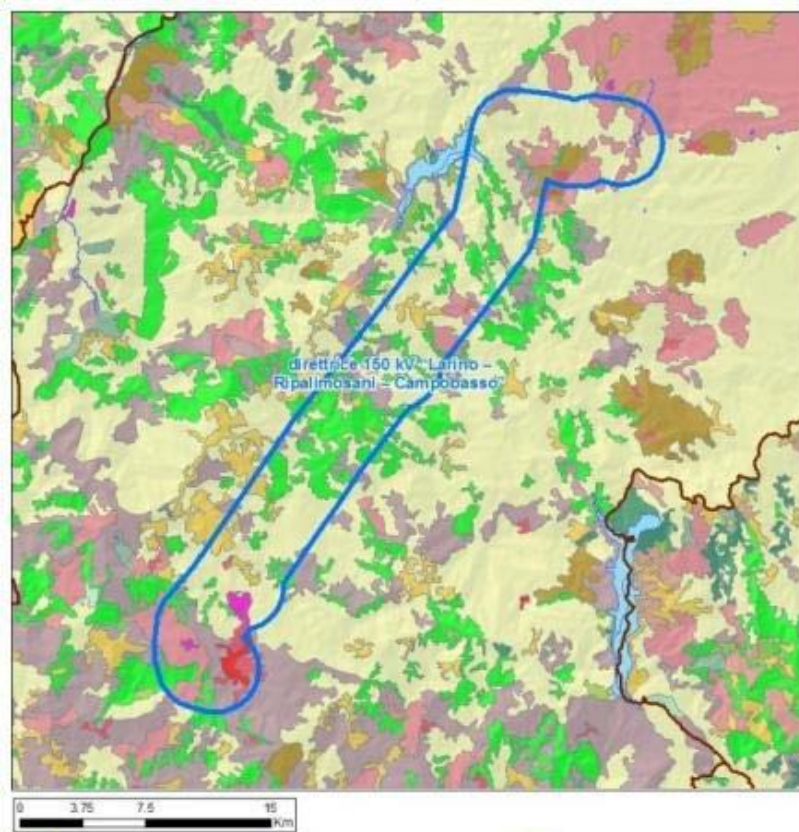 direttrice 150 kV "Larino –
Ripalimosani – Campobasso"
0 3.75 7.5 15
Km